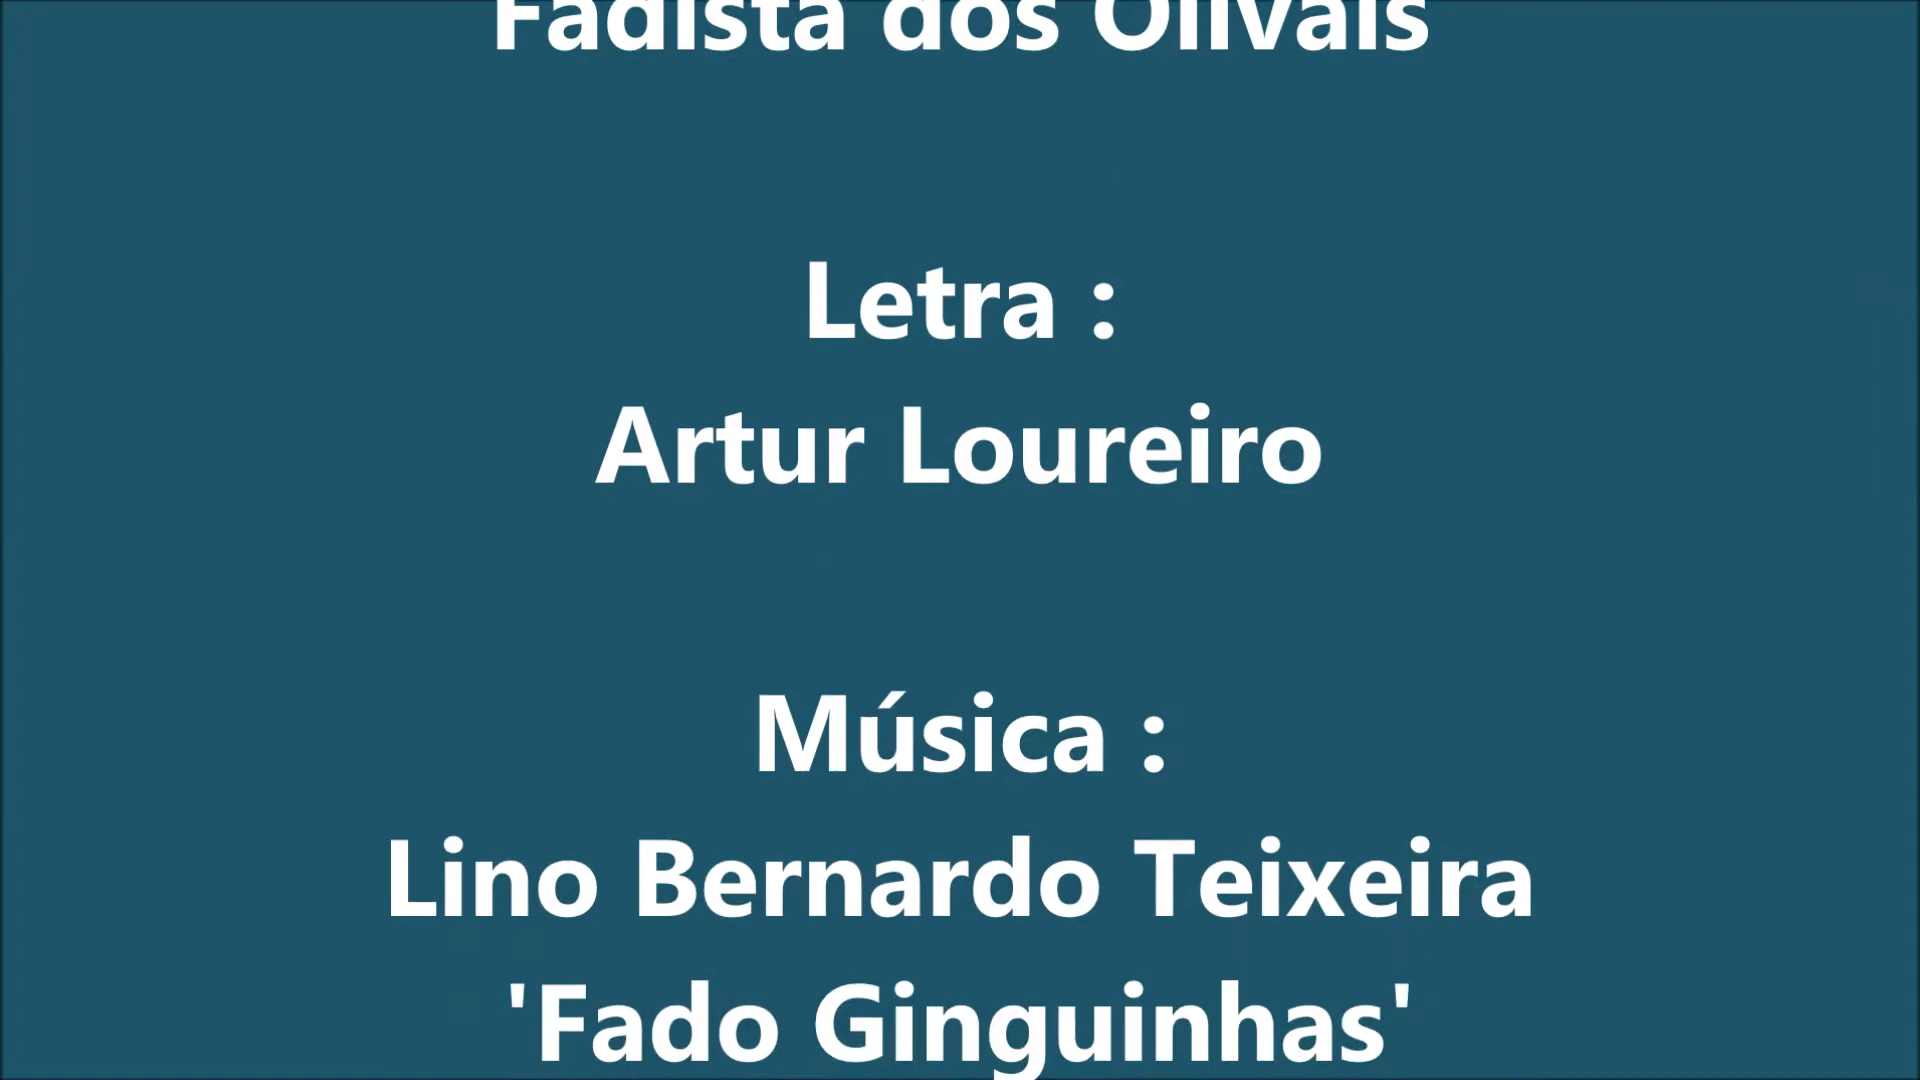 Fadista dos Olivais
Letra :
Artur Loureiro
Música :
Lino Bernardo Teixeira
'Fado Ginguinhas'